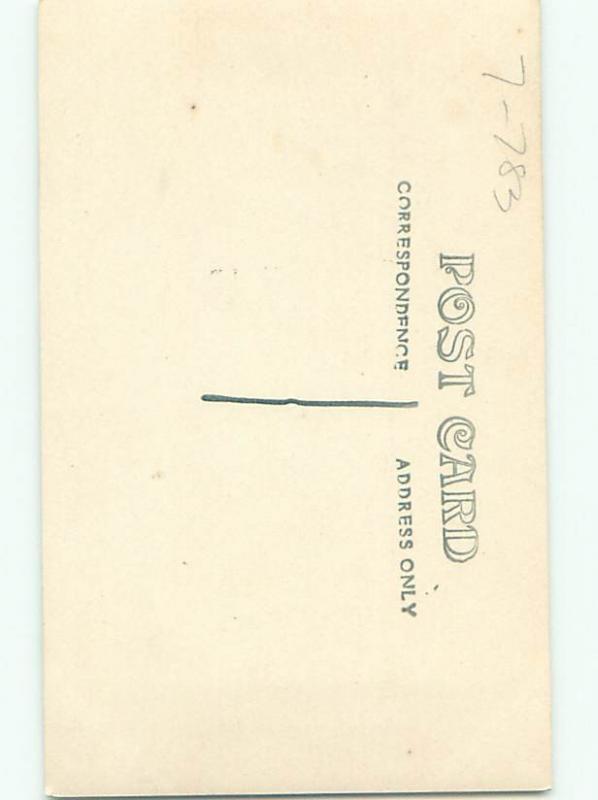 7-783
POST CARD
CORRESPONDENCE
ADDRESS ONLY